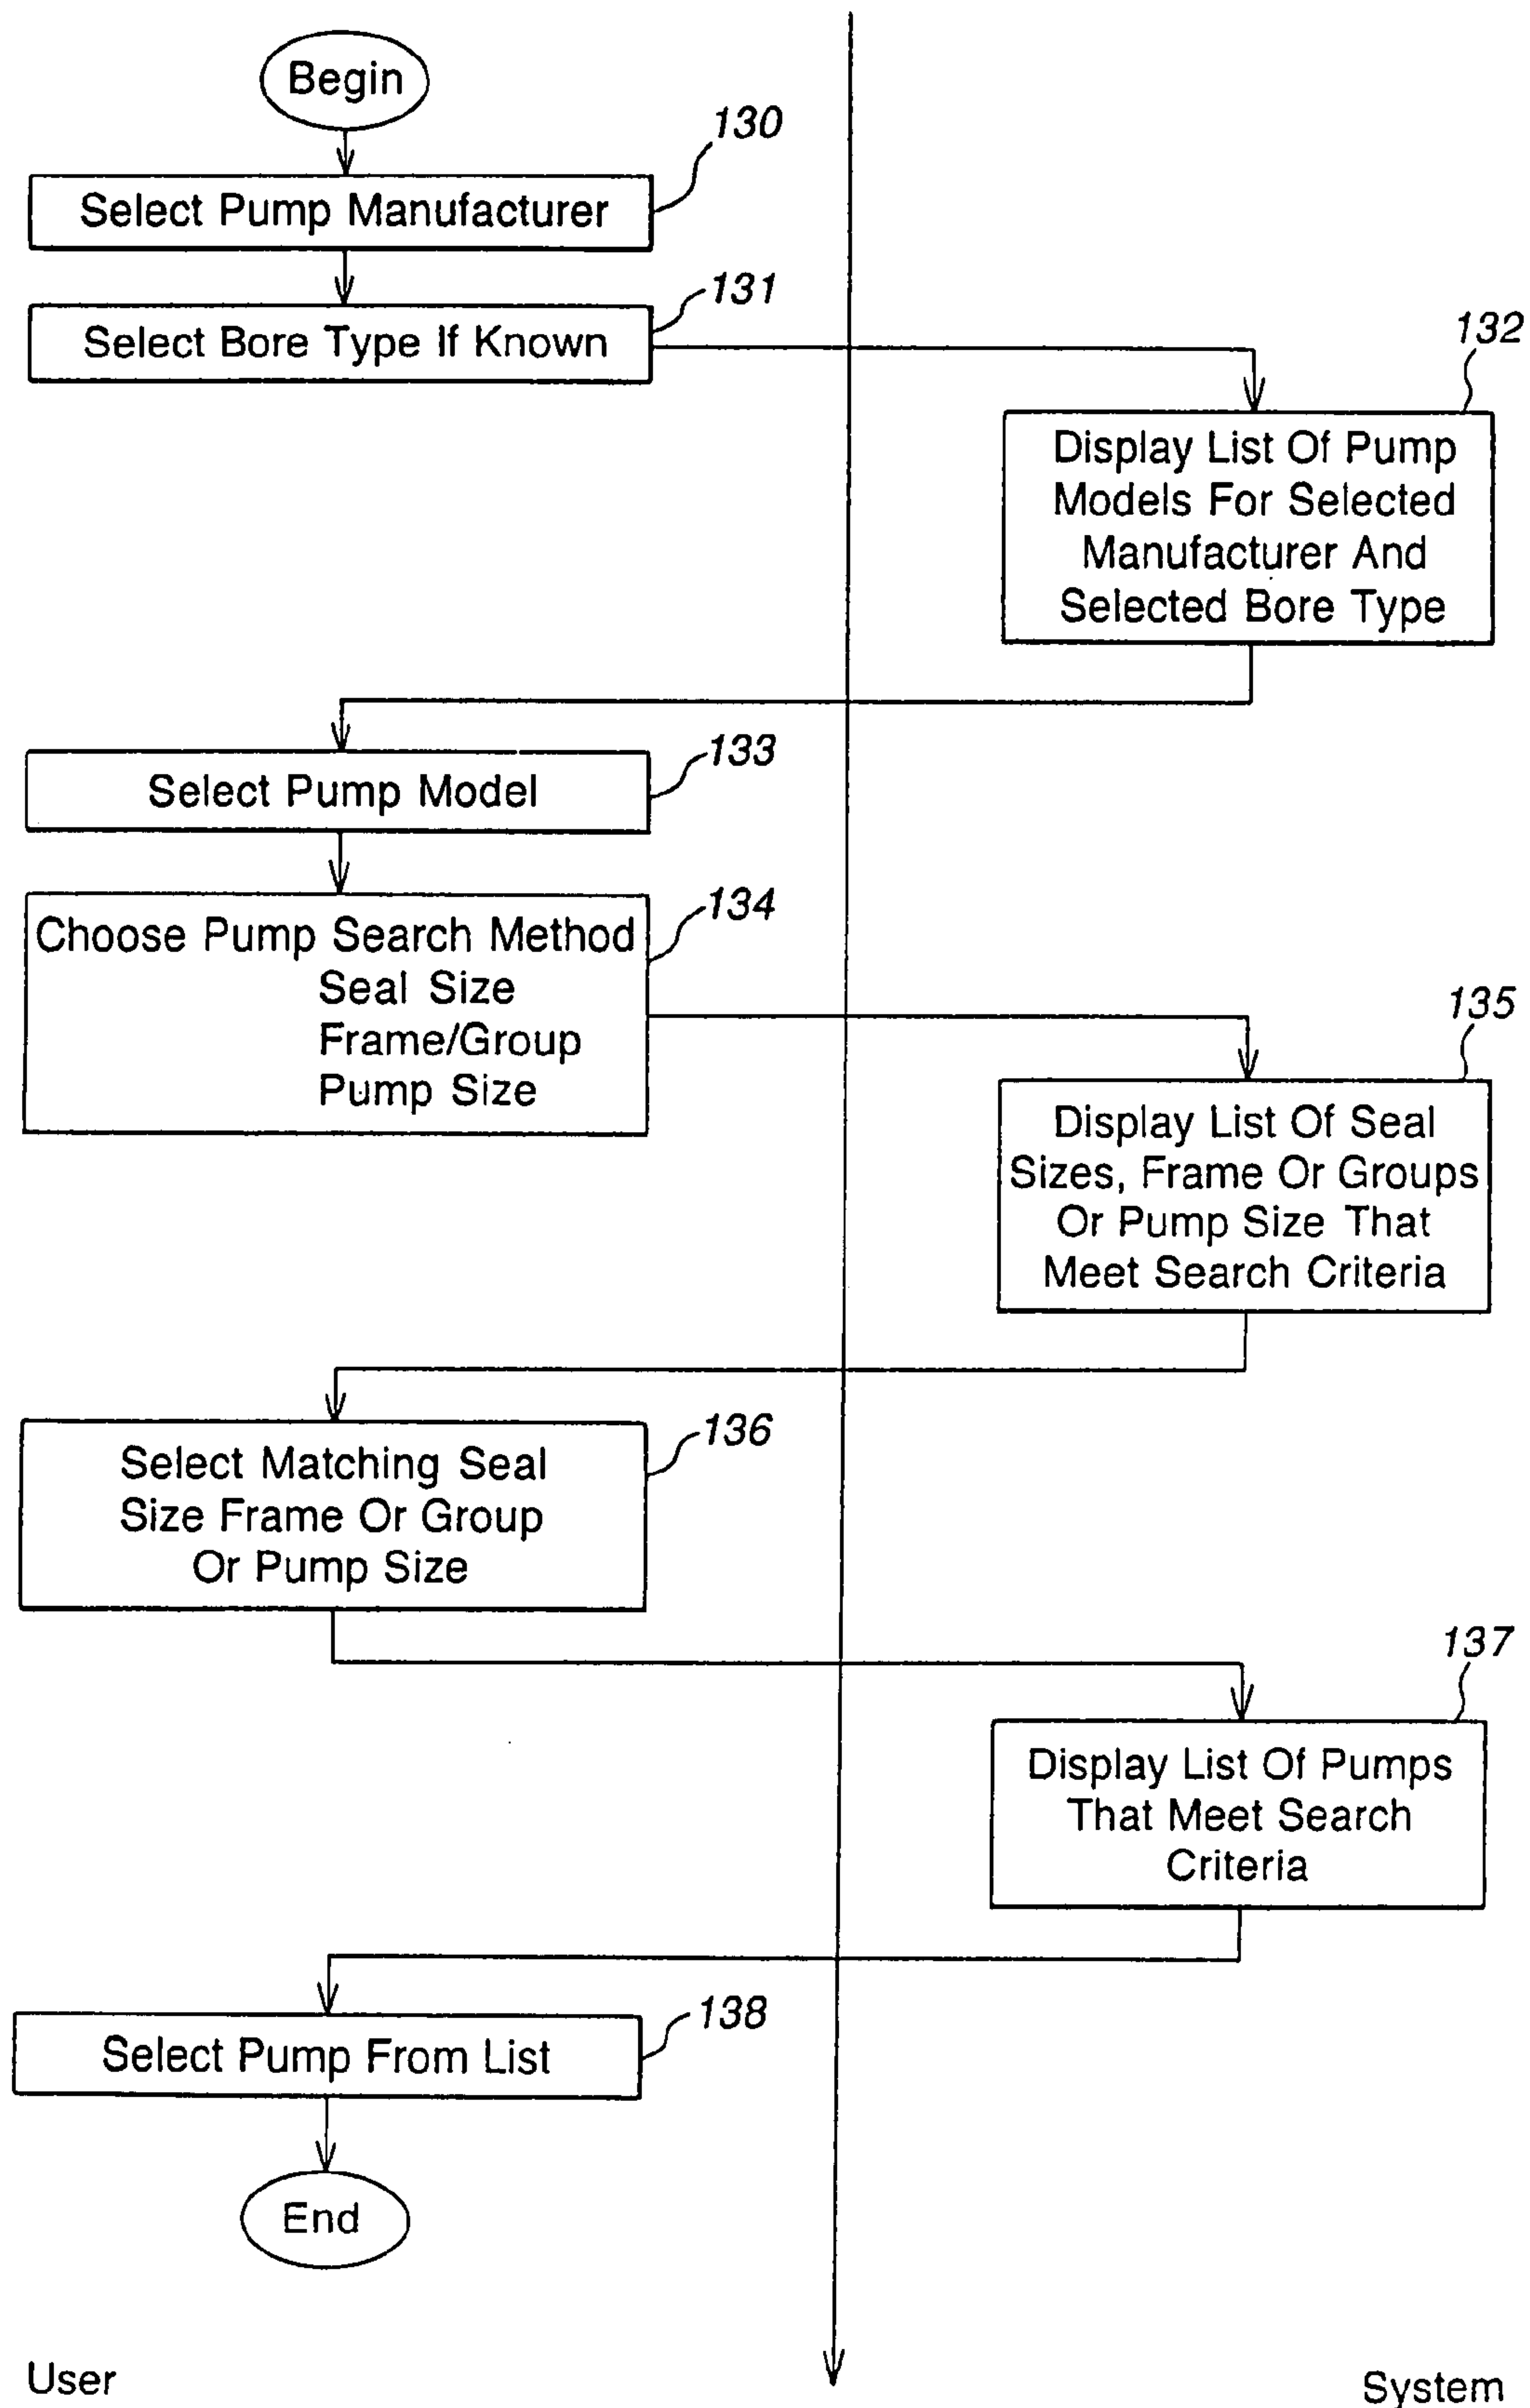 Begin
130
Select Pump Manufacturer
131
Select Bore Type If Known
132
Display List Of Pump
Models For Selected
Manufacturer And
Selected Bore Type
133
Select Pump Model
134
Choose Pump Search Method
Seal Size
Frame/Group
Pump Size
135
Display List Of Seal
Sizes, Frame Or Groups
Or Pump Size That
Meet Search Criteria
136
Select Matching Seal
Size Frame Or Group
Or Pump Size
137
Display List Of Pumps
That Meet Search
Criteria
138
Select Pump From List
End
User
System